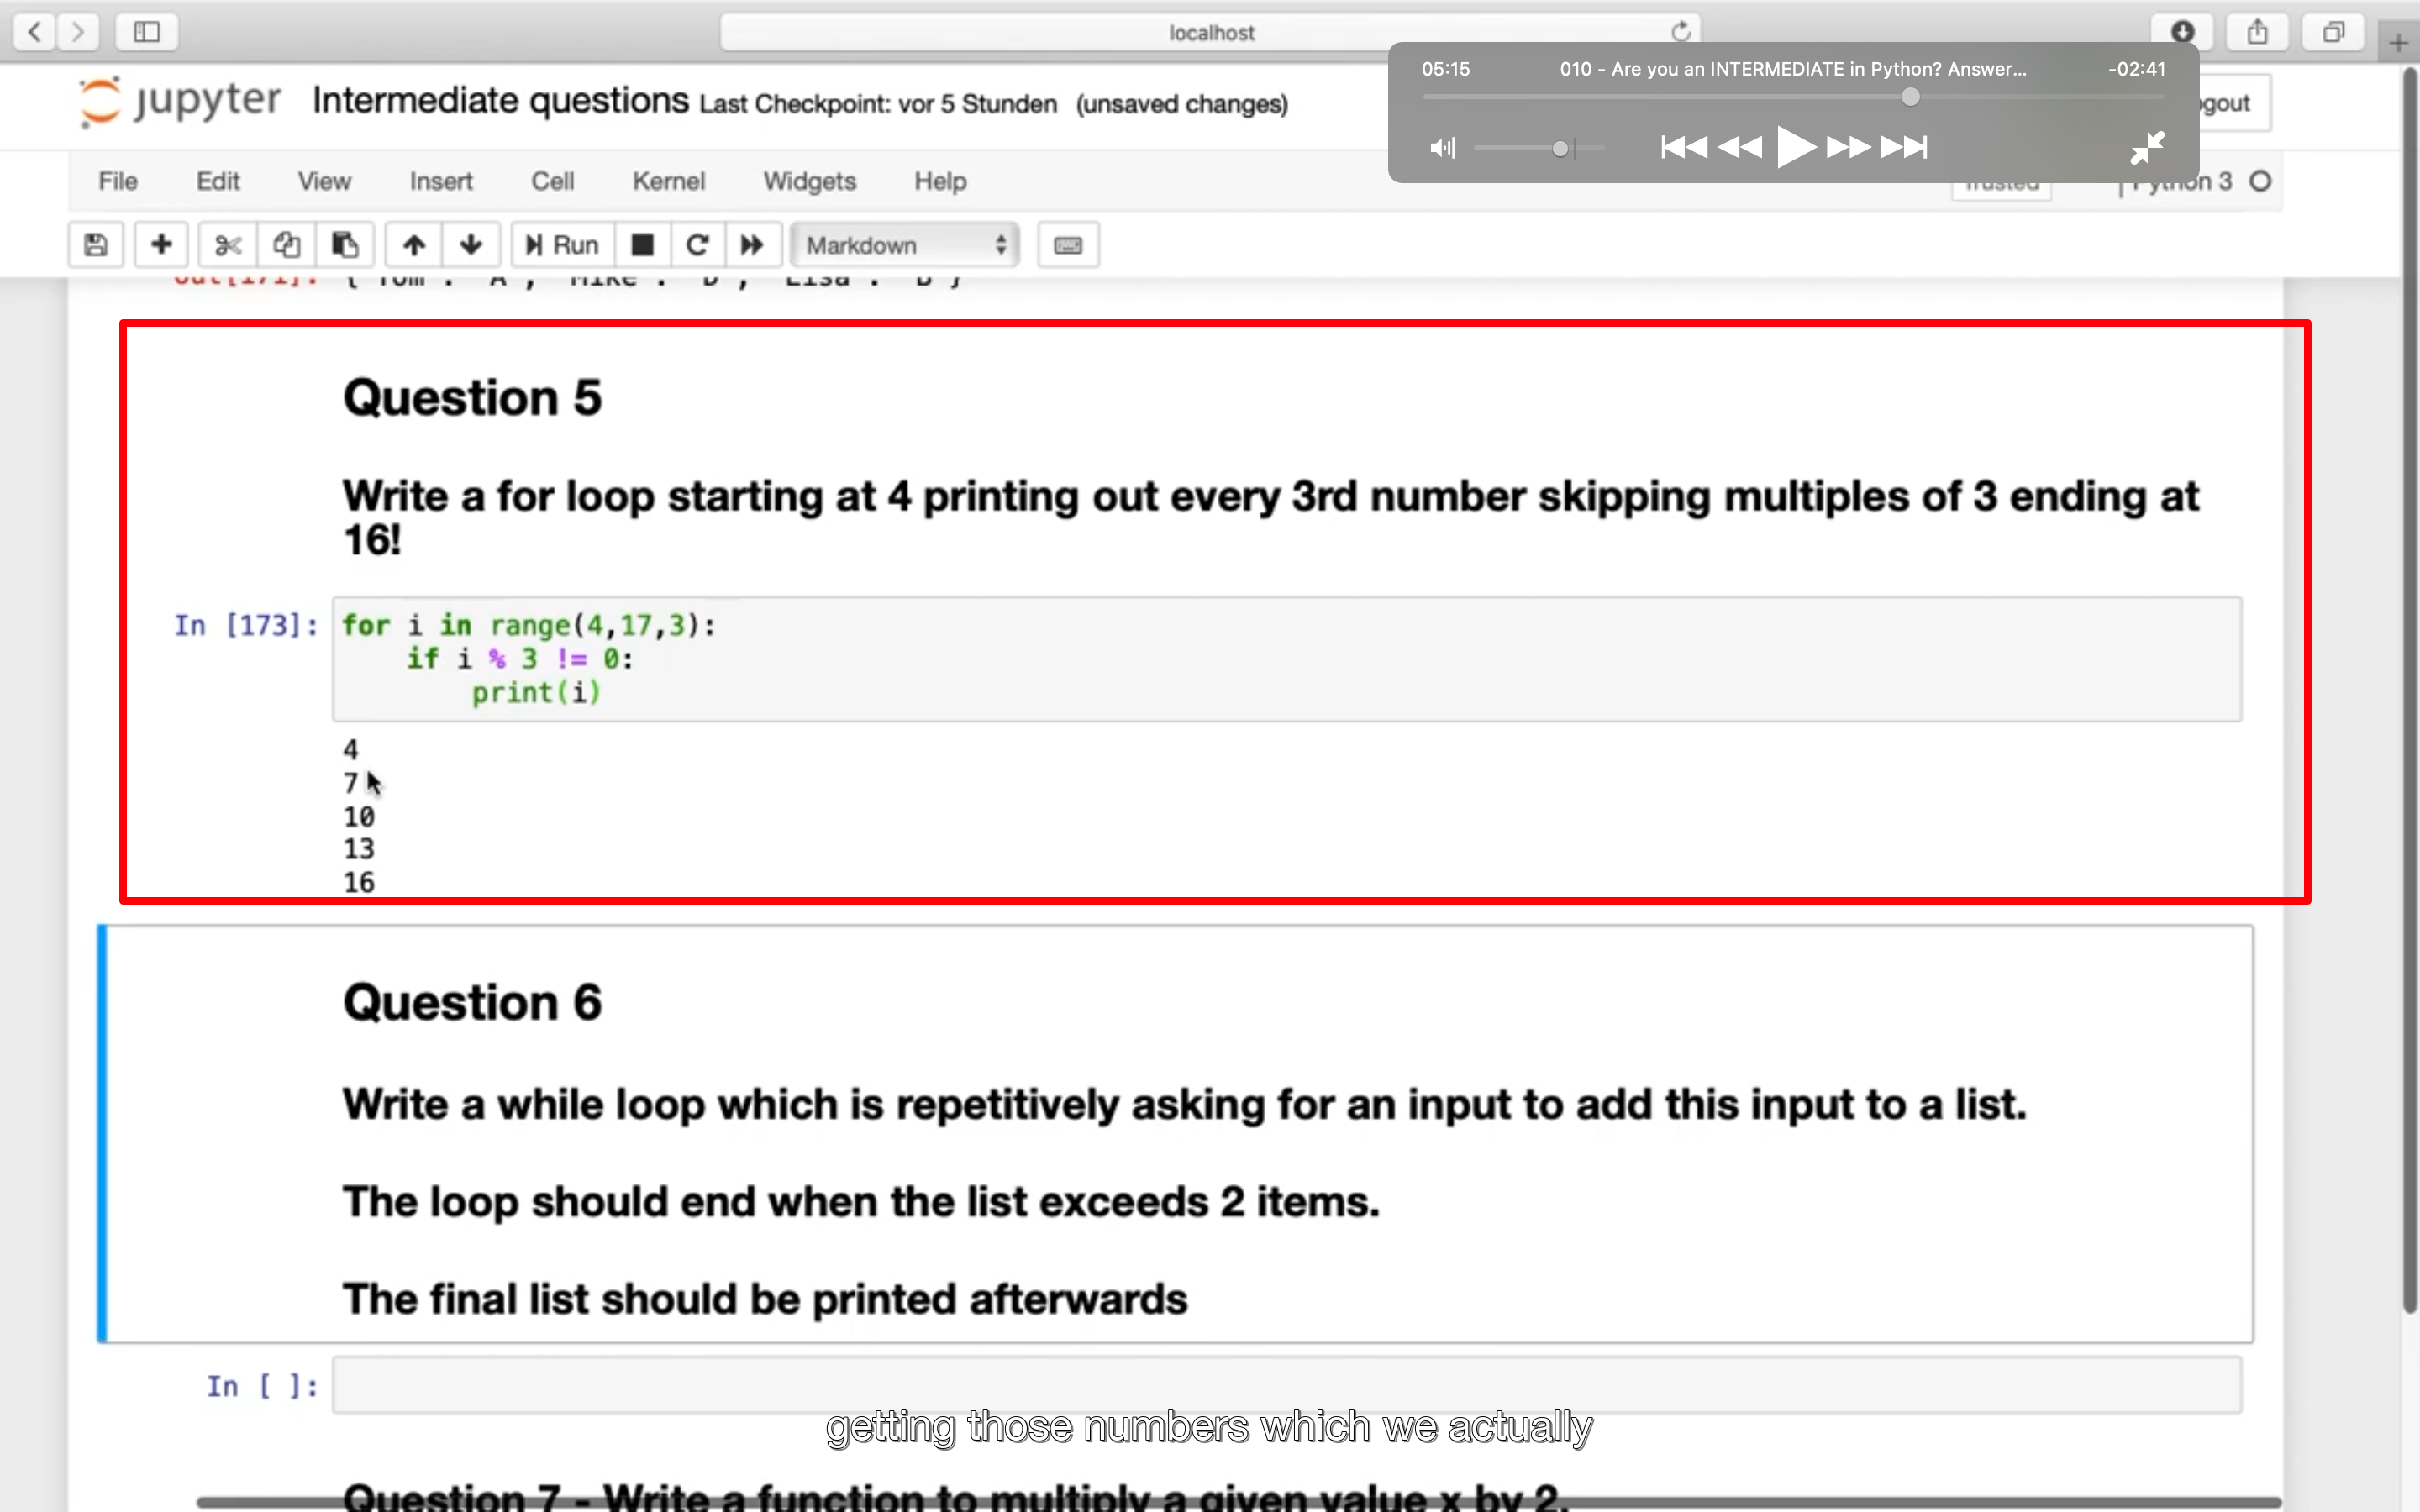 localhost
05:15 010 - Are you an INTERMEDIATE in Python? Answer... -02:41
jupyter Intermediate questions Last Checkpoint: vor 5 Stunden (unsaved changes)
File Edit View Insert Cell Kernel Widgets Help Trusted | Python 3
Run Markdown
Out[171]: {'Tom': 'A', 'Mike':
Question 5
Write a for loop starting at 4 printing out every 3rd number skipping multiples of 3 ending at
16!
In [173]: for i in range(4,17,3):
if i % 3 != 0:
print(i)
4
7
10
13
16
Question 6
Write a while loop which is repetitively asking for an input to add this input to a list.
The loop should end when the list exceeds 2 items.
The final list should be printed afterwards
In [ ]:
getting those numbers which we actually
Question 7 - Write a function to multiply a given value x by 2.